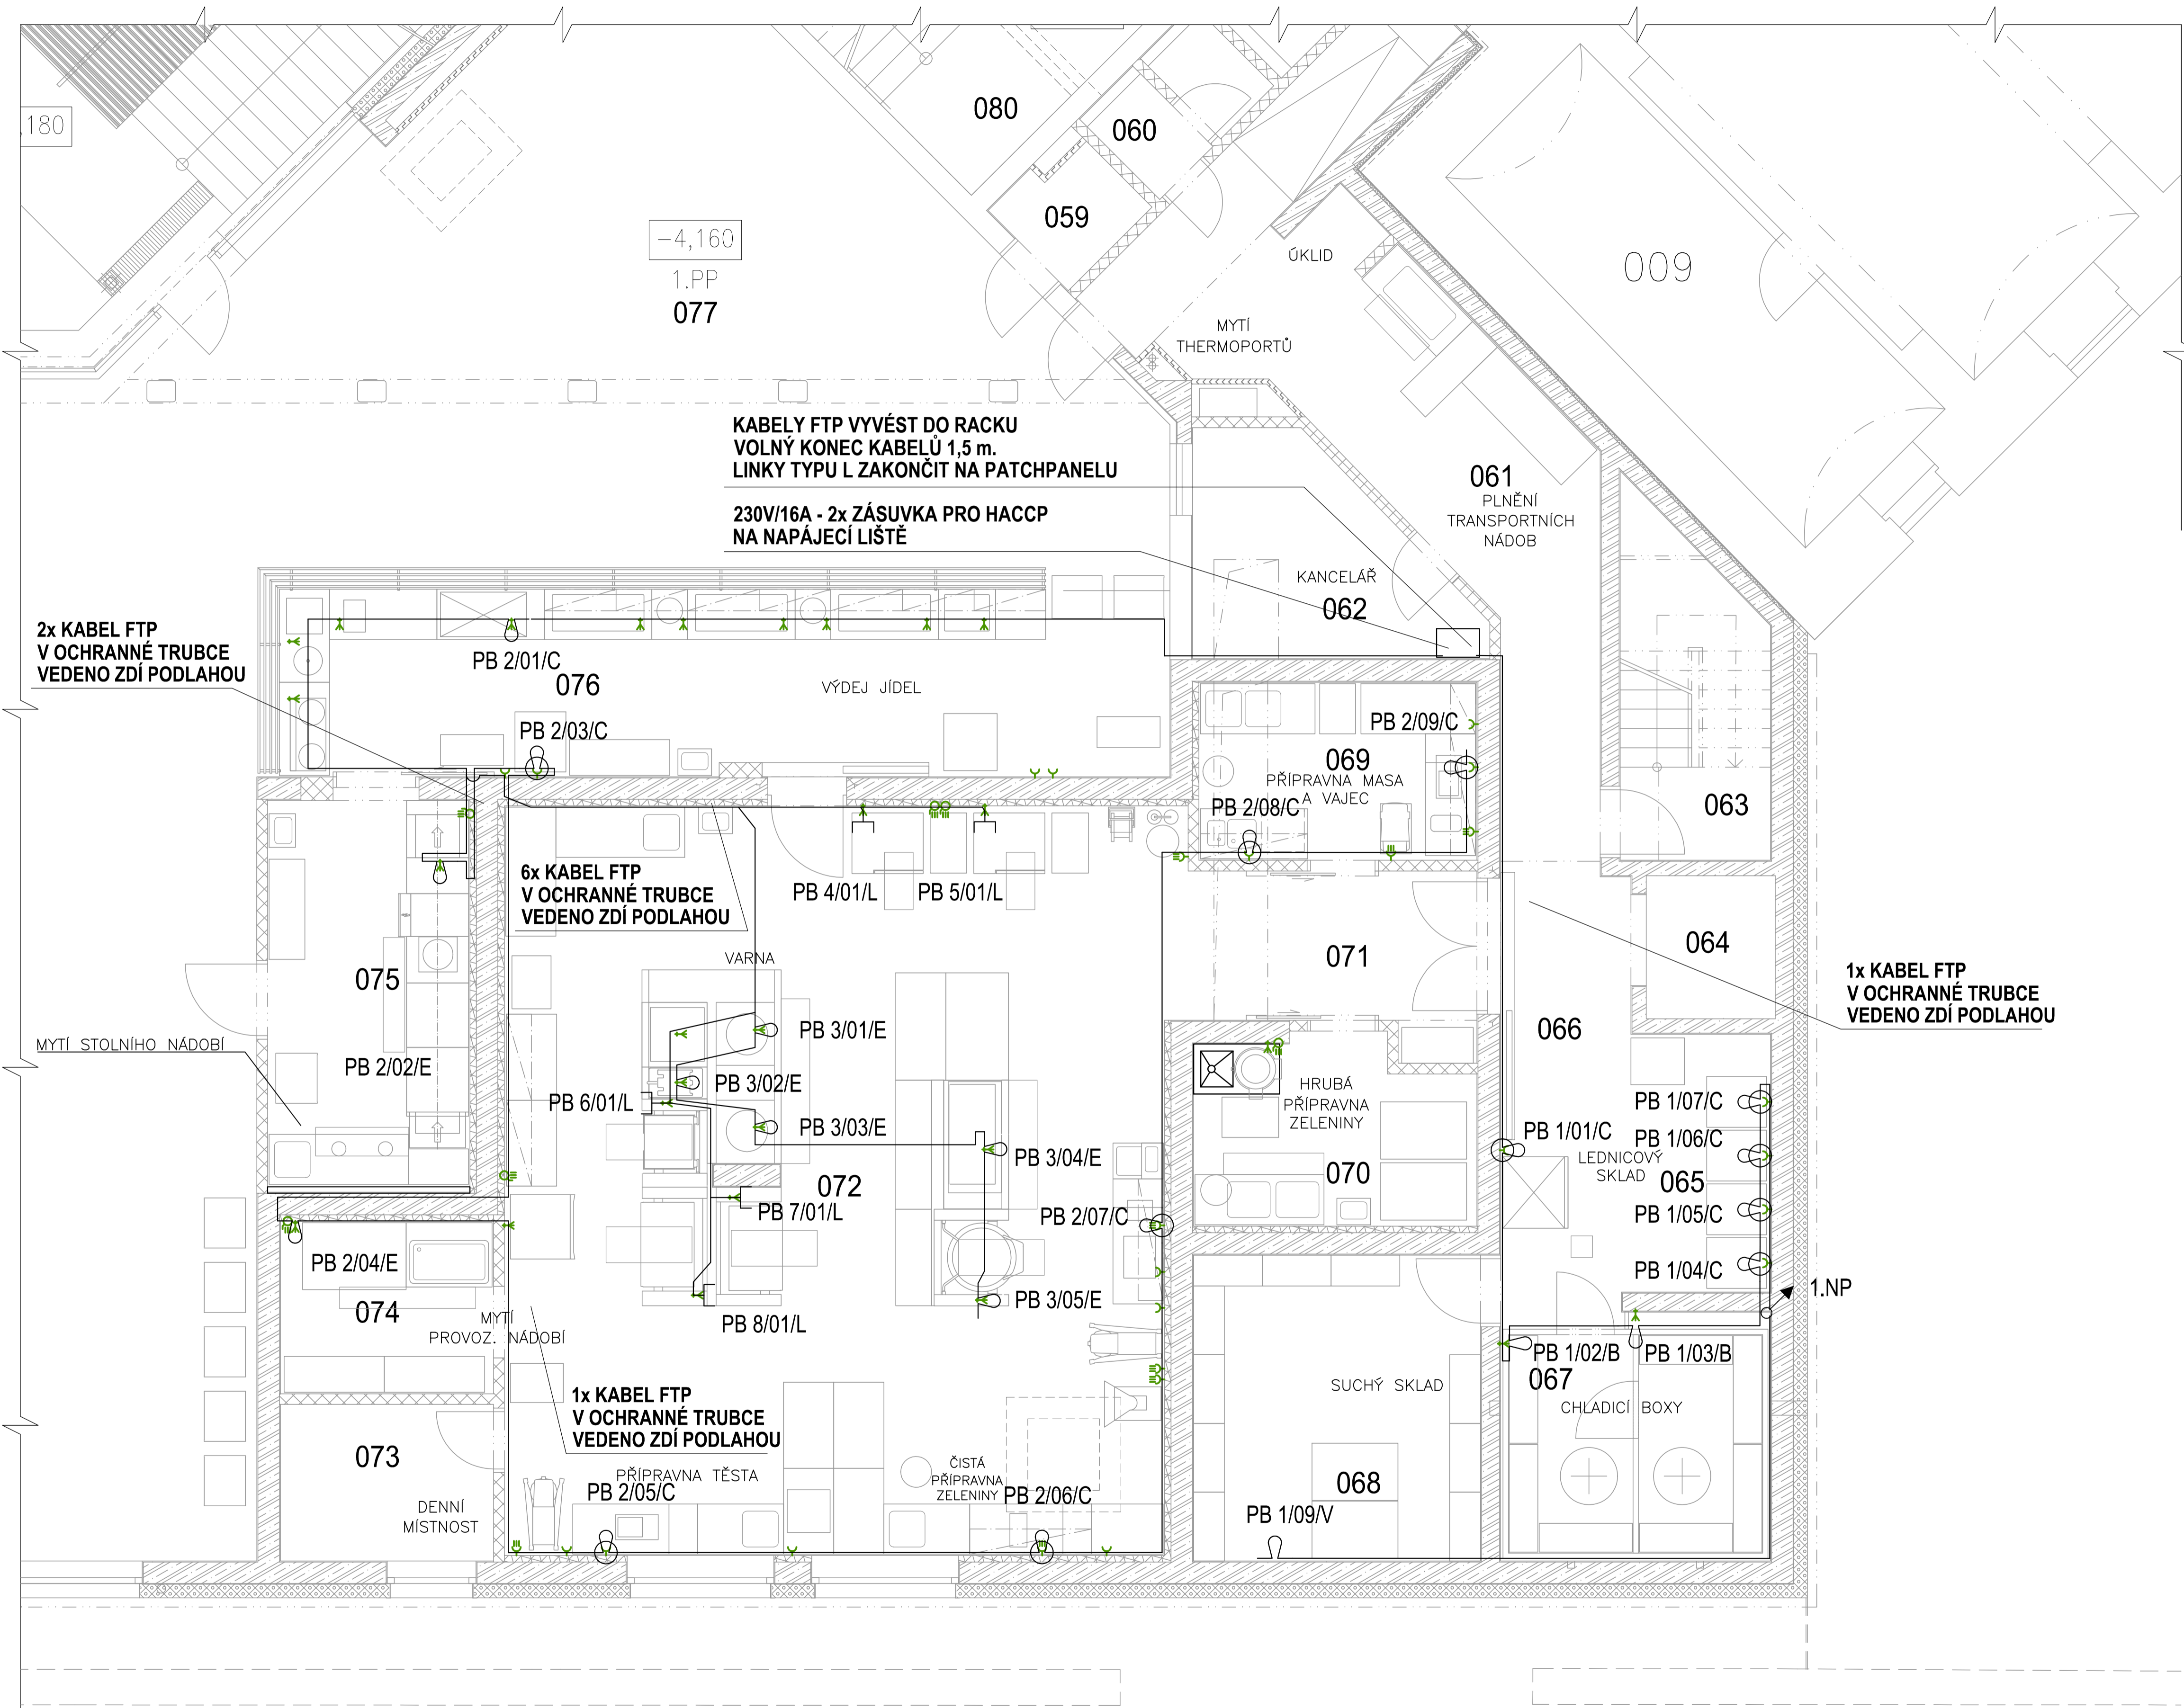 ,180
080
060
059
-4,160
1.PP
077
ÚKLID
009
MYTÍ
THERMOPORTŮ
KABELY FTP VYVÉST DO RACKU
VOLNÝ KONEC KABELŮ 1,5 m.
LINKY TYPU L ZAKONČIT NA PATCHPANELU
230V/16A - 2x ZÁSUVKA PRO HACCP
NA NAPÁJECÍ LIŠTĚ
061
PLNĚNÍ
TRANSPORTNÍCH
NÁDOB
KANCELÁŘ
062
2x KABEL FTP
V OCHRANNÉ TRUBCE
VEDENO ZDÍ PODLAHOU
PB 2/01/C
076
VÝDEJ JÍDEL
PB 2/03/C
PB 2/09/C
069
PŘÍPRAVNA MASA
A VAJEC
PB 2/08/C
063
6x KABEL FTP
V OCHRANNÉ TRUBCE
VEDENO ZDÍ PODLAHOU
PB 4/01/L
PB 5/01/L
VARNA
075
071
064
066
1x KABEL FTP
V OCHRANNÉ TRUBCE
VEDENO ZDÍ PODLAHOU
MYTÍ STOLNÍHO NÁDOBÍ
PB 2/02/E
PB 3/01/E
PB 3/02/E
PB 6/01/L
PB 3/03/E
PB 3/04/E
HRUBÁ
PŘÍPRAVNA
ZELENINY
070
PB 1/07/C
PB 1/01/C
PB 1/06/C
LEDNICOVÝ
SKLAD
065
PB 1/05/C
PB 1/04/C
072
PB 7/01/L
PB 2/07/C
PB 2/04/E
074
MYTÍ
PROVOZ. NÁDOBÍ
PB 8/01/L
PB 3/05/E
1.NP
PB 1/02/B
PB 1/03/B
067
CHLADICÍ BOXY
SUCHÝ SKLAD
1x KABEL FTP
V OCHRANNÉ TRUBCE
VEDENO ZDÍ PODLAHOU
073
DENNÍ
MÍSTNOST
PŘÍPRAVNA TĚSTA
PB 2/05/C
ČISTÁ
PŘÍPRAVNA
ZELENINY
PB 2/06/C
068
PB 1/09/V